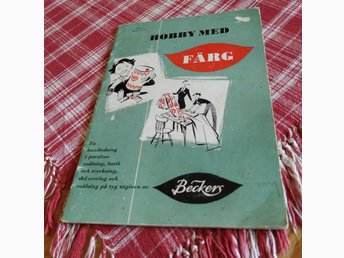 HOBBY MED
FÄRG
En
handledning
i porslins-
målning, batik
och tryckning,
dekorering och
målning på tyg utgiven av
Beckers